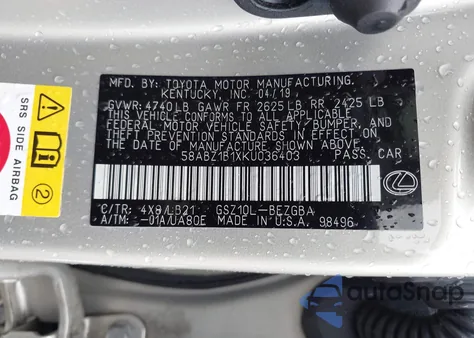 MFD. BY: TOYOTA MOTOR MANUFACTURING,
KENTUCKY, INC. 04/19
GVWR: 4740LB GAWR FR 2625LB RR 2425 LB
THIS VEHICLE CONFORMS TO ALL APPLICABLE
FEDERAL MOTOR VEHICLE SAFETY, BUMPER, AND
THEFT PREVENTION STANDARDS IN EFFECT ON
THE DATE OF MANUFACTURE SHOWN ABOVE.
58ABZ1B1XKU036403 PASS. CAR
C/TR: 4X8/LB21 GSZ10L-BEZGBA
A/TM: -01A/UA80E MADE IN U.S.A. 98496
SRS SIDE AIRBAG
autoSnap